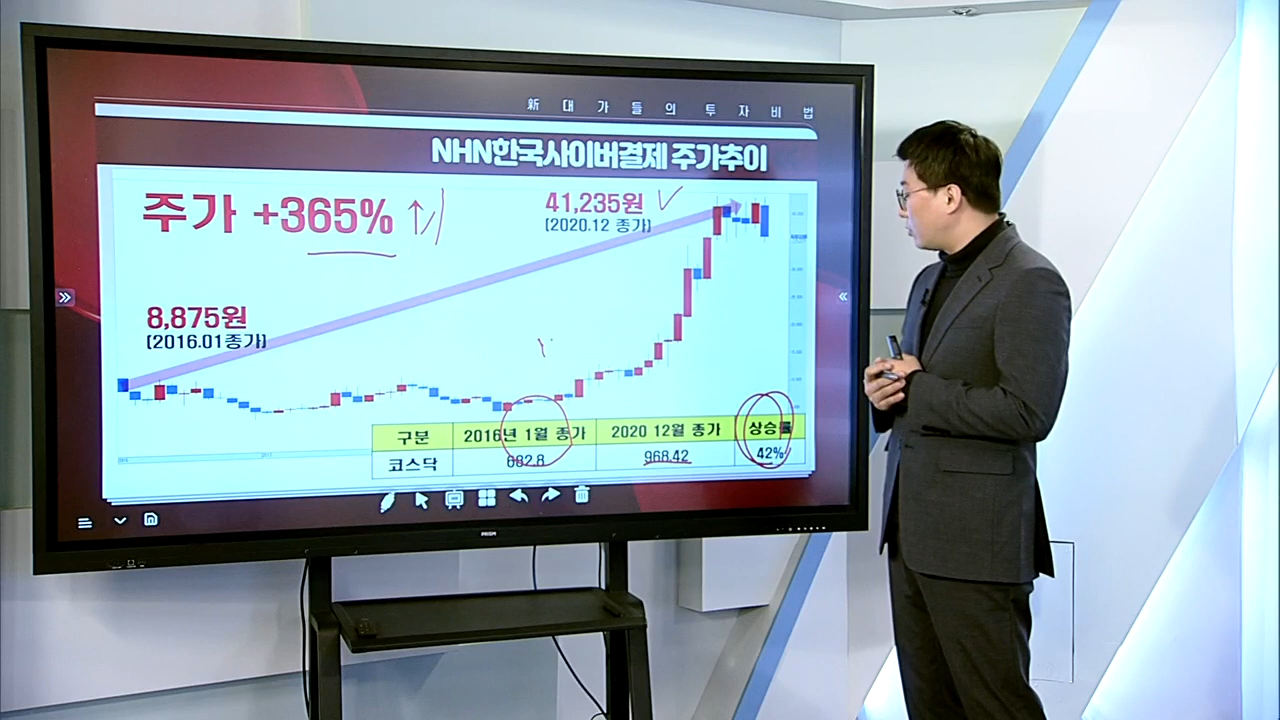 新 대 가 들 의 투 자 비 법
NHN한국사이버결제 주가추이
주가 +365%
41,235원
(2020.12 종가)
8,875원
(2016.01종가)
구분 2016년 1월 종가 2020 12월 종가 상승률
코스닥 682.8 968.42 42%
PRISM